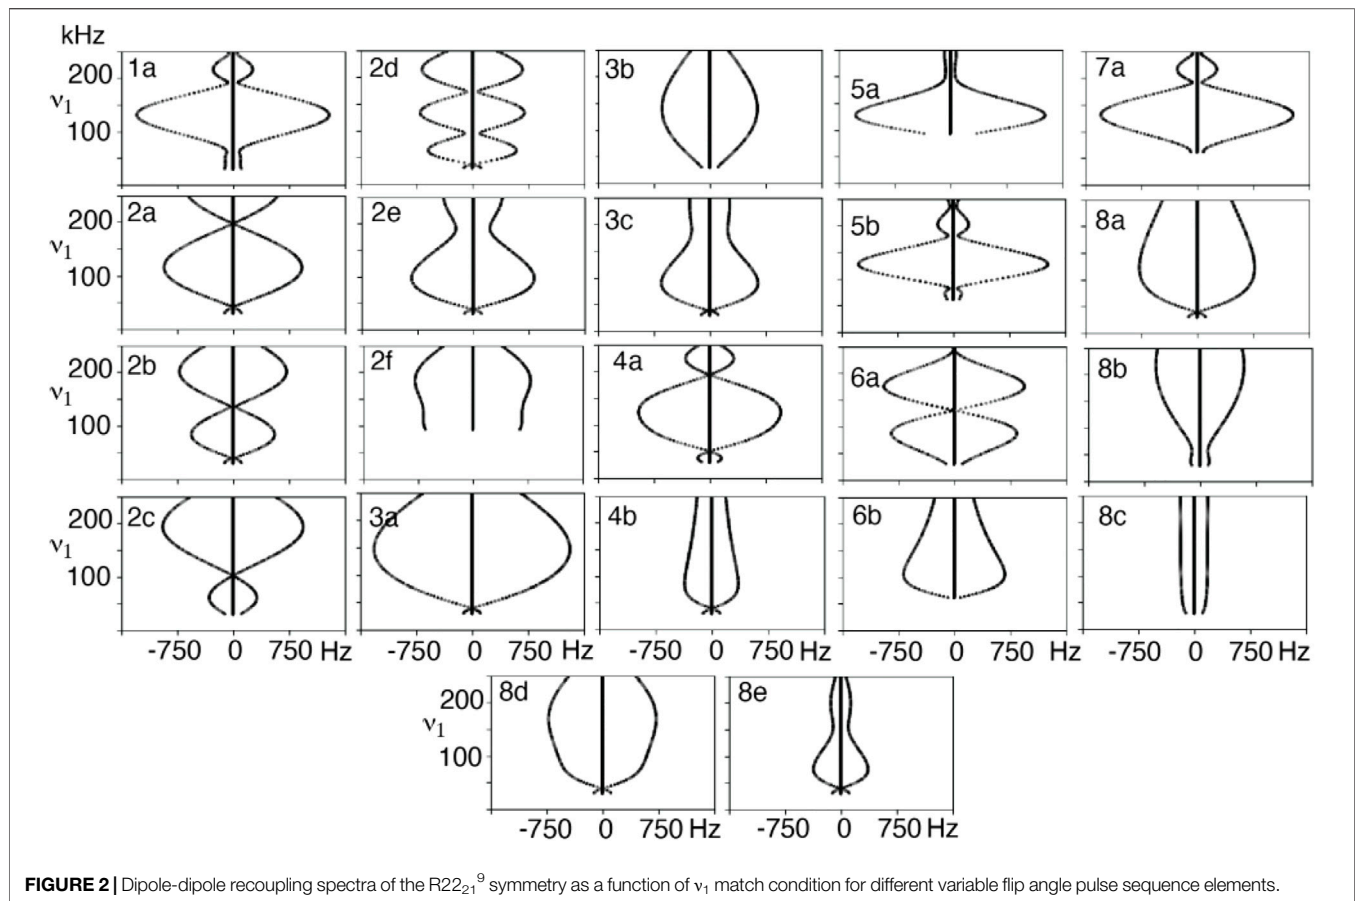 kHz
1a 2d 3b 5a 7a
200
ν₁
100
2a 2e 3c 5b 8a
200
ν₁
100
2b 2f 4a 6a 8b
200
ν₁
100
2c 3a 4b 6b 8c
200
ν₁
100
-750 0 750 Hz -750 0 750 Hz -750 0 750 Hz -750 0 750 Hz -750 0 750 Hz
8d 8e
200
ν₁
100
-750 0 750 Hz -750 0 750 Hz
FIGURE 2 | Dipole-dipole recoupling spectra of the R22₂₁⁹ symmetry as a function of ν₁ match condition for different variable flip angle pulse sequence elements.